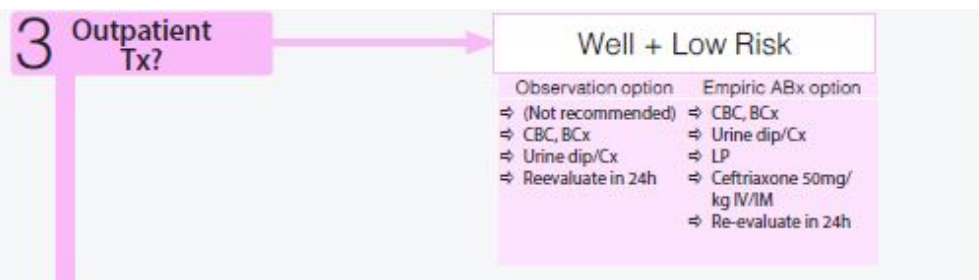 3 Outpatient
Tx?
Well + Low Risk
Observation option
⇨ (Not recommended)
⇨ CBC, BCx
⇨ Urine dip/Cx
⇨ Reevaluate in 24h
Empiric ABx option
⇨ CBC, BCx
⇨ Urine dip/Cx
⇨ LP
⇨ Ceftriaxone 50mg/
kg IV/IM
⇨ Re-evaluate in 24h